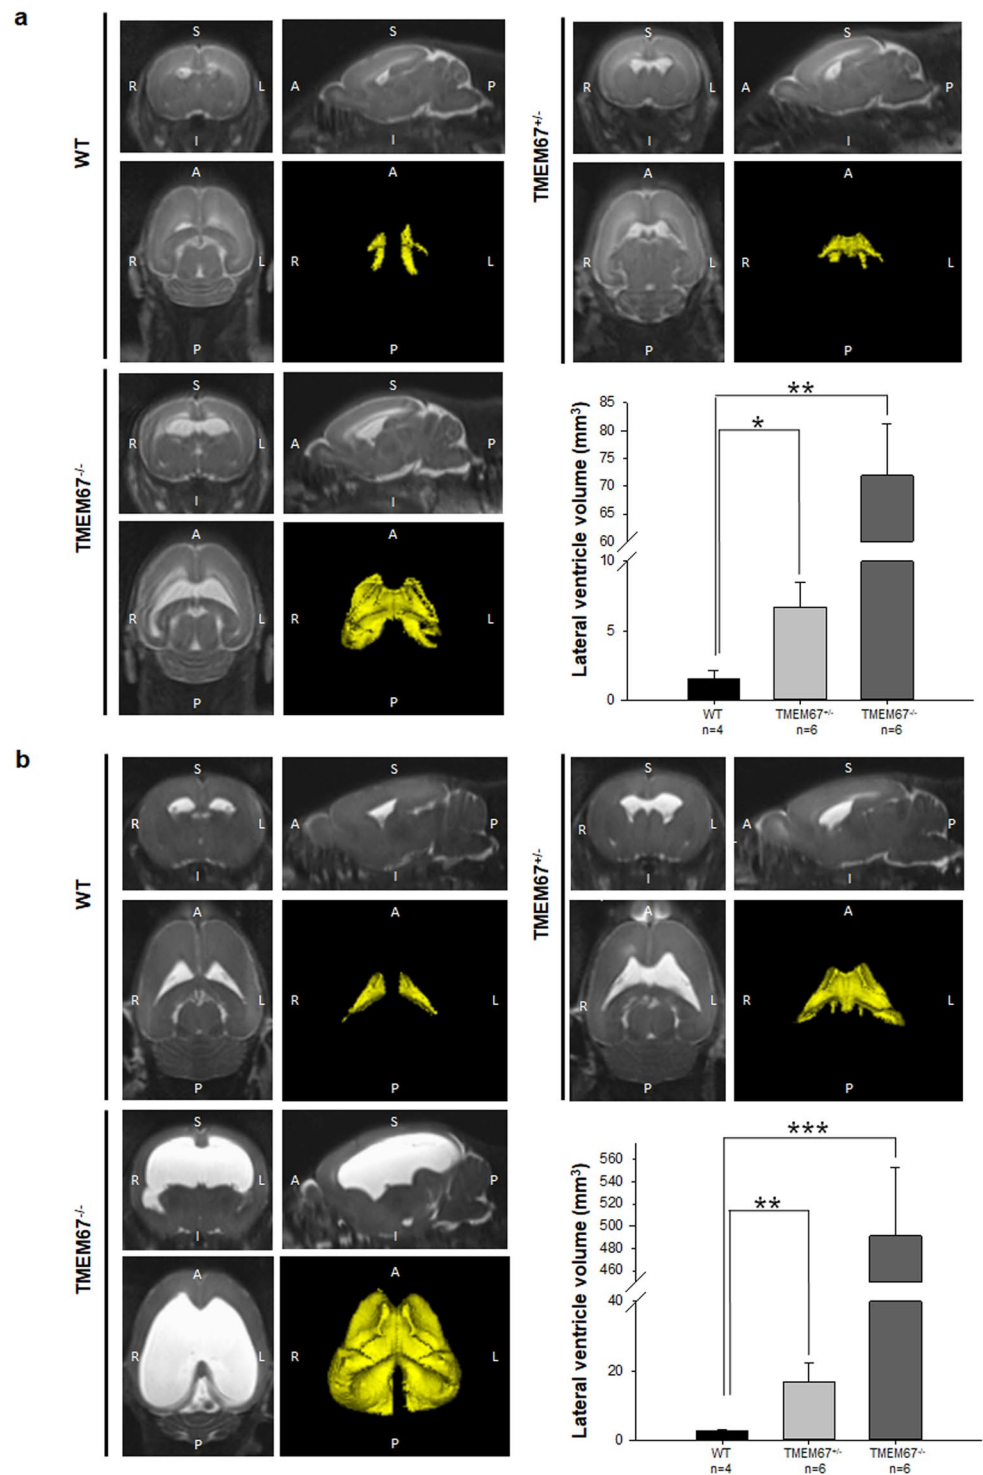 a
WT
S
R
L
I
S
A
P
I
A
R
L
P
A
R
L
P
TMEM67+/-
S
R
L
I
S
A
P
I
A
R
L
P
A
R
L
P
TMEM67-/-
S
R
L
I
S
A
P
I
A
R
L
P
A
R
L
P
Lateral ventricle volume (mm3)
85
80
75
70
65
60
10
5
0
*
**
WT
n=4
TMEM67+/-
n=6
TMEM67-/-
n=6
b
WT
S
R
L
I
S
A
P
I
A
R
L
P
A
R
L
P
TMEM67+/-
S
R
L
I
S
A
P
I
A
R
L
P
A
R
L
P
TMEM67-/-
S
R
L
I
S
A
P
I
A
R
L
P
A
R
L
P
Lateral ventricle volume (mm3)
560
540
520
500
480
460
40
20
0
**
***
WT
n=4
TMEM67+/-
n=6
TMEM67-/-
n=6